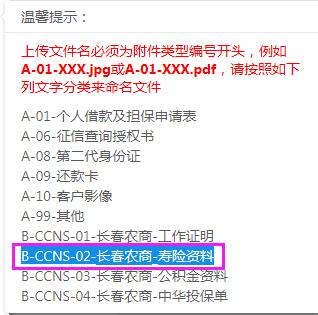 温馨提示：
上传文件名必须为附件类型编号开头，例如
A-01-XXX.jpg或A-01-XXX.pdf，请按照如下
列文字分类来命名文件
A-01-个人借款及担保申请表
A-06-征信查询授权书
A-08-第二代身份证
A-09-还款卡
A-10-客户影像
A-99-其他
B-CCNS-01-长春农商-工作证明
B-CCNS-02-长春农商-寿险资料
B-CCNS-03-长春农商-公积金资料
B-CCNS-04-长春农商-中华投保单